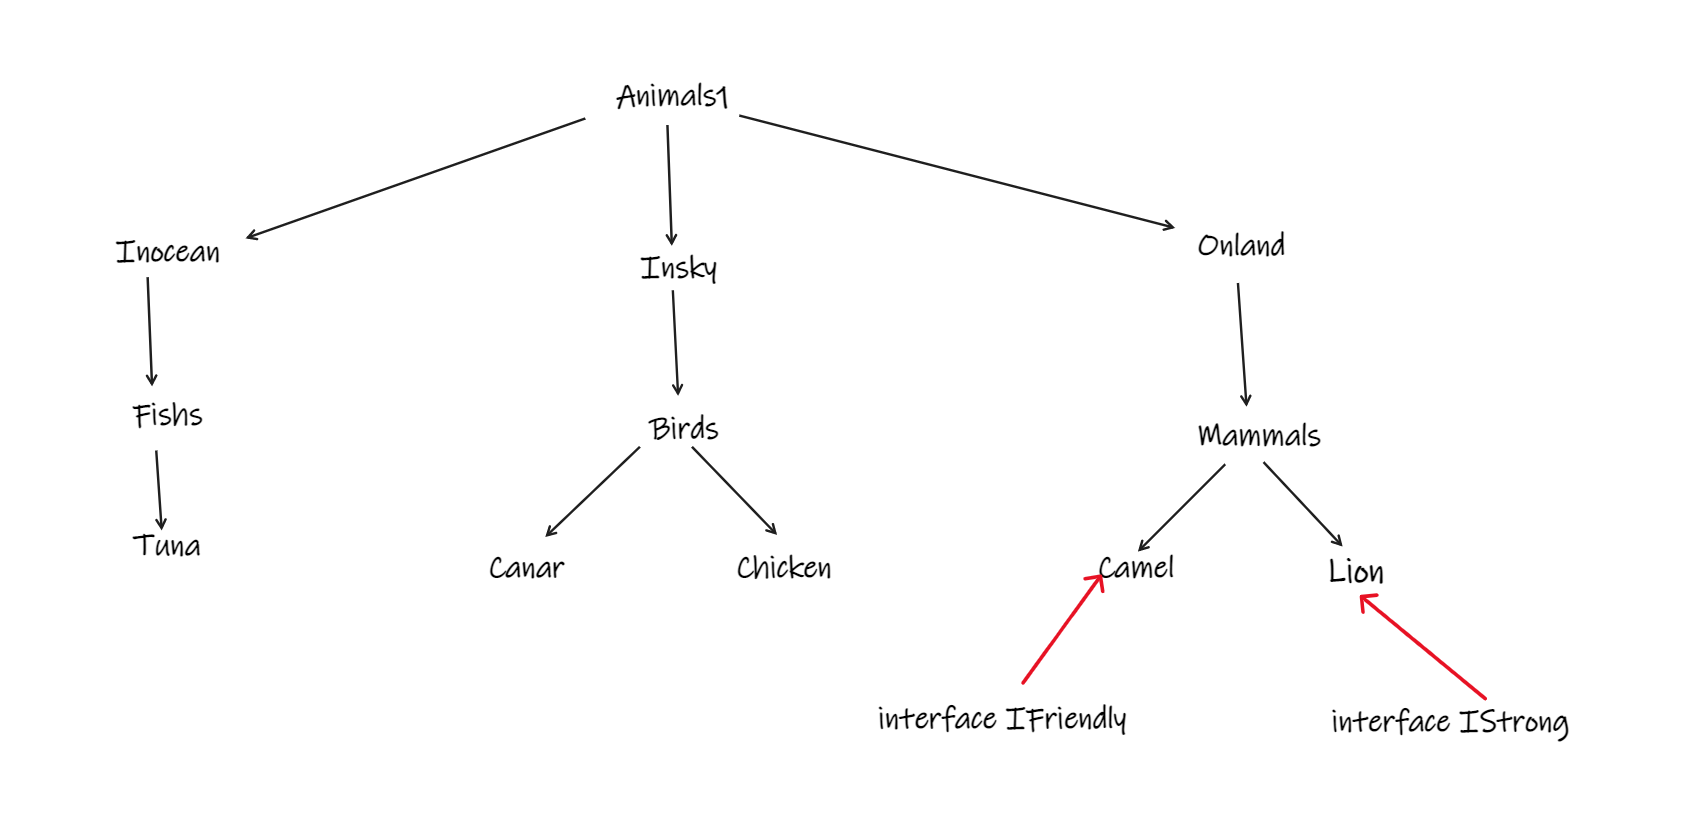 Animals1
Inocean
Insky
Onland
Fishs
Birds
Mammals
Tuna
Canar
Chicken
Camel
Lion
interface IFriendly
interface IStrong